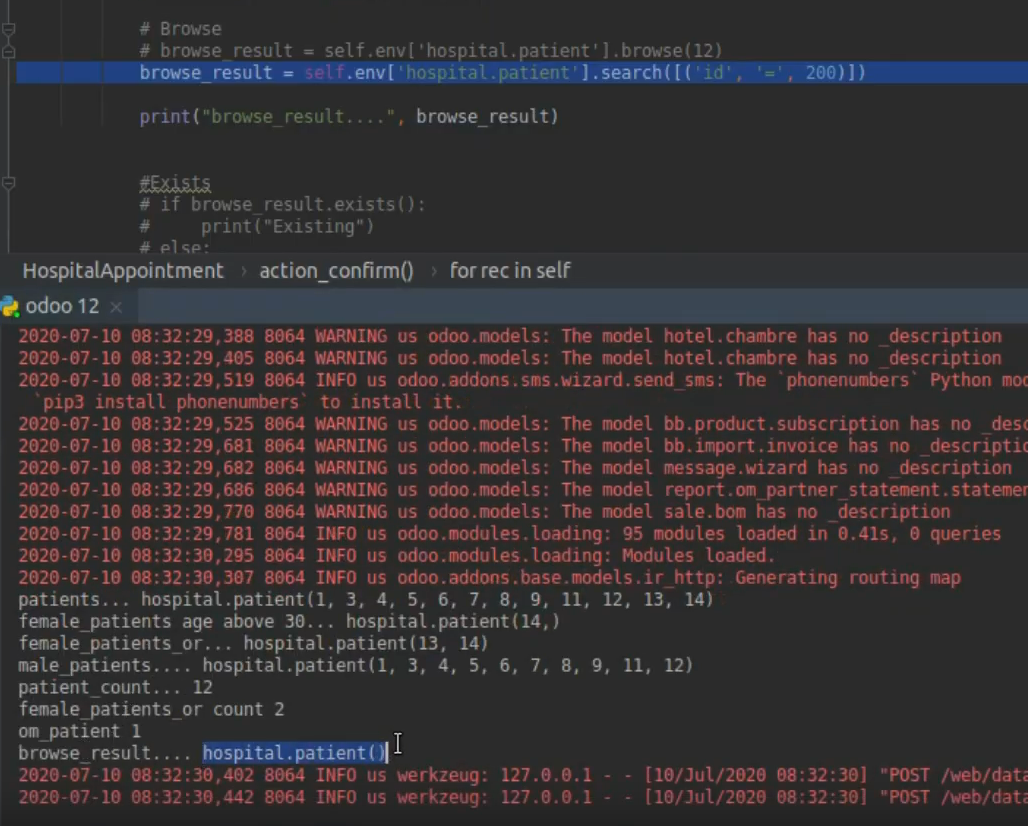 # Browse
# browse_result = self.env['hospital.patient'].browse(12)
browse_result = self.env['hospital.patient'].search([('id', '=', 200)])
print("browse_result....", browse_result)
#Exists
# if browse_result.exists():
#     print("Existing")
# else:
HospitalAppointment › action_confirm() › for rec in self
odoo 12 ×
2020-07-10 08:32:29,388 8064 WARNING us odoo.models: The model hotel.chambre has no _description
2020-07-10 08:32:29,405 8064 WARNING us odoo.models: The model hotel.chambre has no _description
2020-07-10 08:32:29,519 8064 INFO us odoo.addons.sms.wizard.send_sms: The `phonenumbers` Python mod
`pip3 install phonenumbers` to install it.
2020-07-10 08:32:29,525 8064 WARNING us odoo.models: The model bb.product.subscription has no _desc
2020-07-10 08:32:29,681 8064 WARNING us odoo.models: The model bb.import.invoice has no _descriptio
2020-07-10 08:32:29,682 8064 WARNING us odoo.models: The model message.wizard has no _description
2020-07-10 08:32:29,686 8064 WARNING us odoo.models: The model report.om_partner_statement.statemen
2020-07-10 08:32:29,770 8064 WARNING us odoo.models: The model sale.bom has no _description
2020-07-10 08:32:29,781 8064 INFO us odoo.modules.loading: 95 modules loaded in 0.41s, 0 queries
2020-07-10 08:32:30,295 8064 INFO us odoo.modules.loading: Modules loaded.
2020-07-10 08:32:30,307 8064 INFO us odoo.addons.base.models.ir_http: Generating routing map
patients... hospital.patient(1, 3, 4, 5, 6, 7, 8, 9, 11, 12, 13, 14)
female_patients age above 30... hospital.patient(14,)
female_patients_or... hospital.patient(13, 14)
male_patients.... hospital.patient(1, 3, 4, 5, 6, 7, 8, 9, 11, 12)
patient_count... 12
female_patients_or count 2
om_patient 1
browse_result.... hospital.patient()
2020-07-10 08:32:30,402 8064 INFO us werkzeug: 127.0.0.1 - - [10/Jul/2020 08:32:30] "POST /web/data
2020-07-10 08:32:30,442 8064 INFO us werkzeug: 127.0.0.1 - - [10/Jul/2020 08:32:30] "POST /web/data